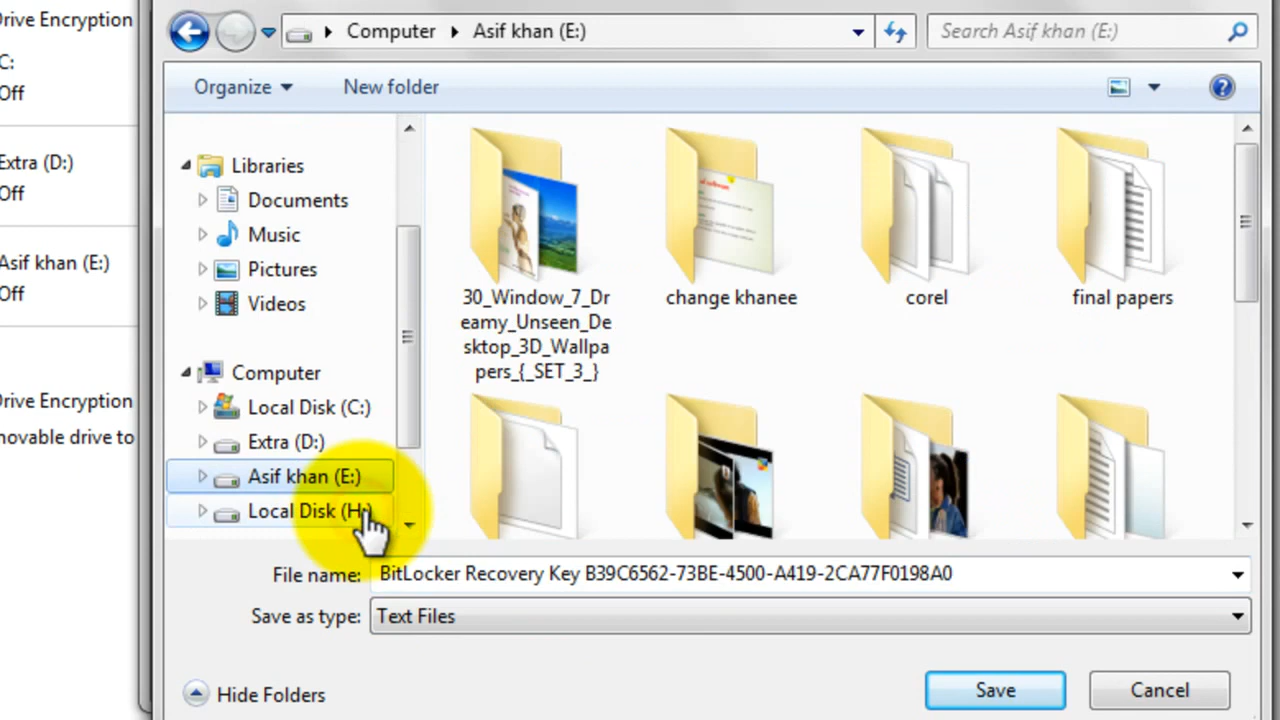 Drive Encryption
C:
Off
Extra (D:)
Off
Asif khan (E:)
Off
Drive Encryption
movable drive to
Computer
Asif khan (E:)
Search Asif khan (E:)
Organize
New folder
Libraries
Documents
Music
Pictures
Videos
Computer
Local Disk (C:)
Extra (D:)
Asif khan (E:)
Local Disk (H:)
30_Window_7_Dr
eamy_Unseen_De
sktop_3D_Wallpa
pers_{_SET_3_}
change khanee
corel
final papers
File name:
BitLocker Recovery Key B39C6562-73BE-4500-A419-2CA77F0198A0
Save as type:
Text Files
Hide Folders
Save
Cancel